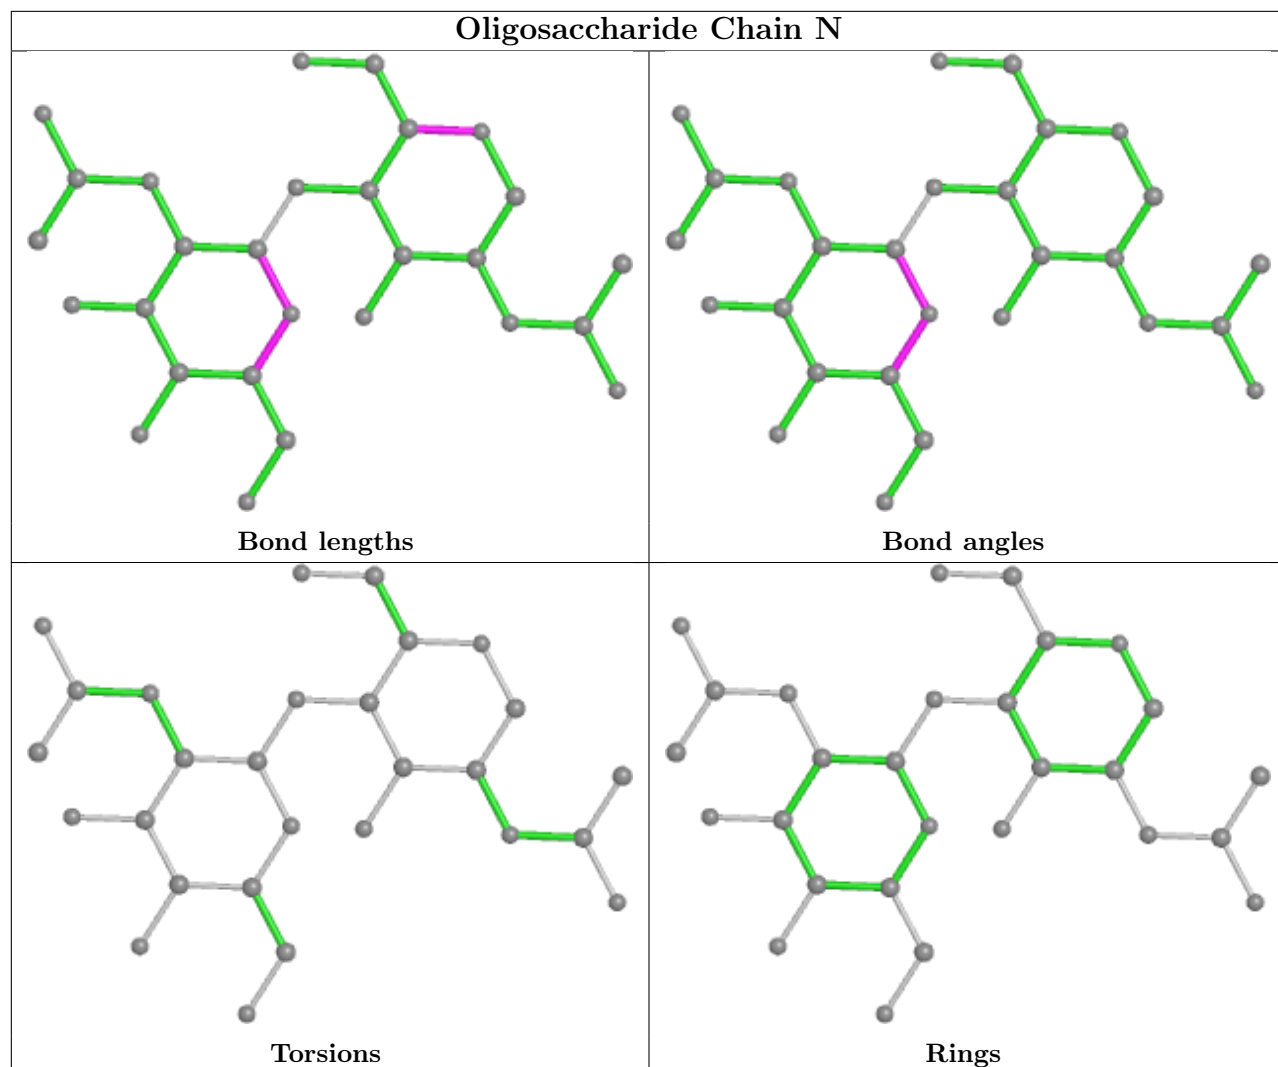 Oligosaccharide Chain N
Bond lengths
Bond angles
Torsions
Rings